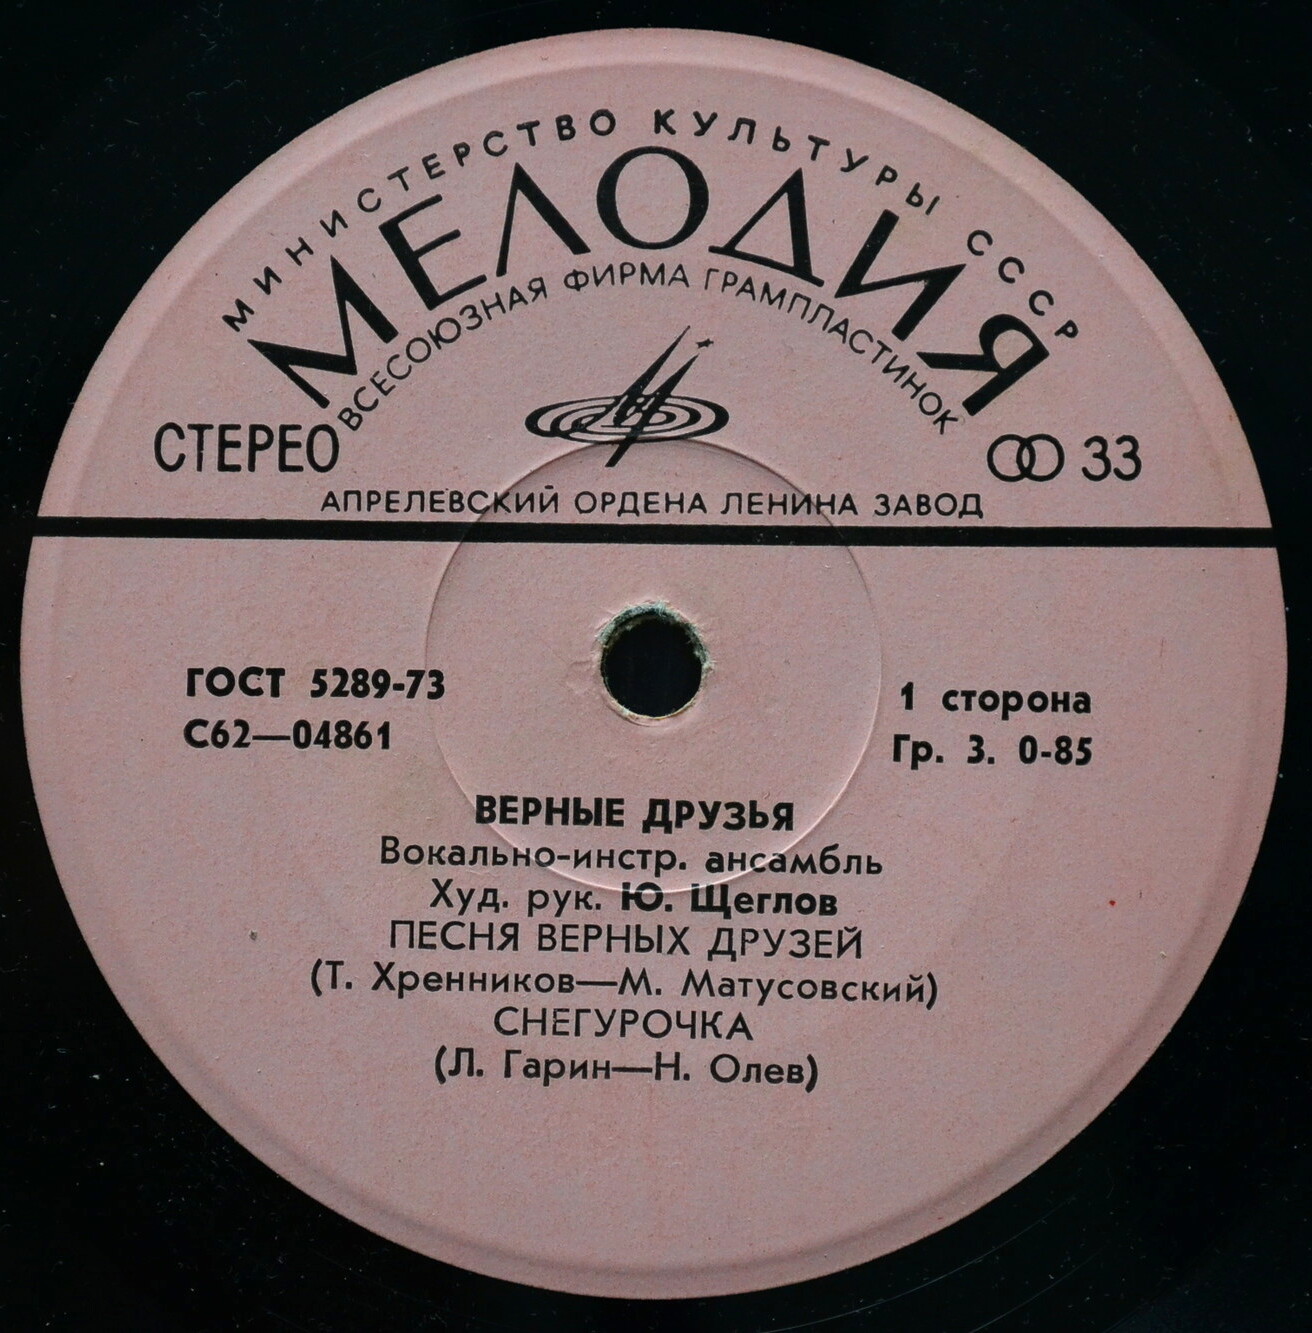 МИНИСТЕРСТВО КУЛЬТУРЫ СССР
МЕЛОДИЯ
ВСЕСОЮЗНАЯ ФИРМА ГРАМПЛАСТИНОК
СТЕРЕО
33
АПРЕЛЕВСКИЙ ОРДЕНА ЛЕНИНА ЗАВОД
ГОСТ 5289-73
С62—04861
1 сторона
Гр. 3. 0-85
ВЕРНЫЕ ДРУЗЬЯ
Вокально-инстр. ансамбль
Худ. рук. Ю. Щеглов
ПЕСНЯ ВЕРНЫХ ДРУЗЕЙ
(Т. Хренников—М. Матусовский)
СНЕГУРОЧКА
(Л. Гарин—Н. Олев)